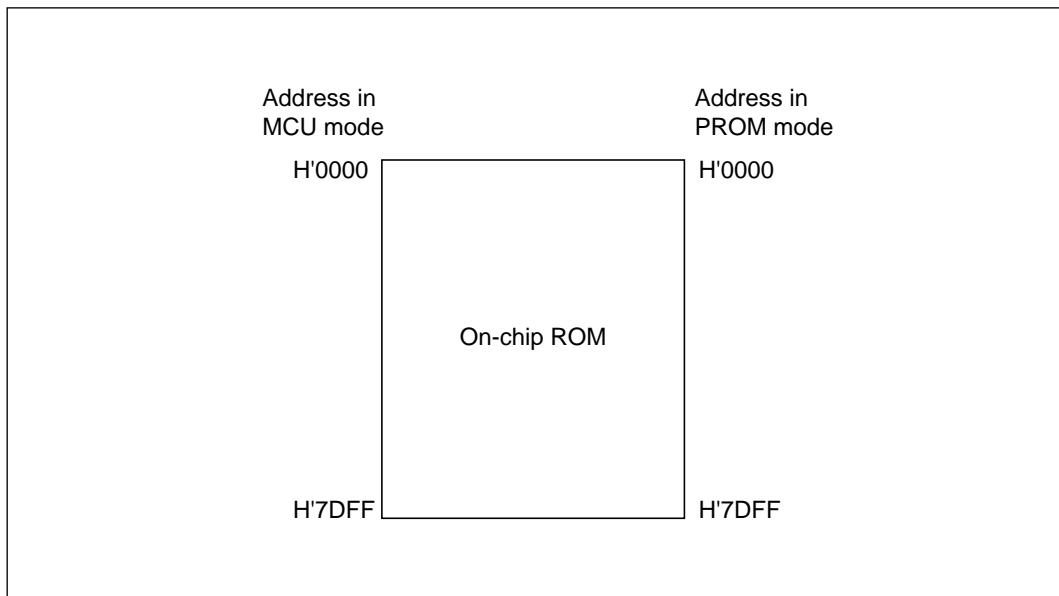 Address in
MCU mode
Address in
PROM mode
H'0000
H'0000
On-chip ROM
H'7DFF
H'7DFF